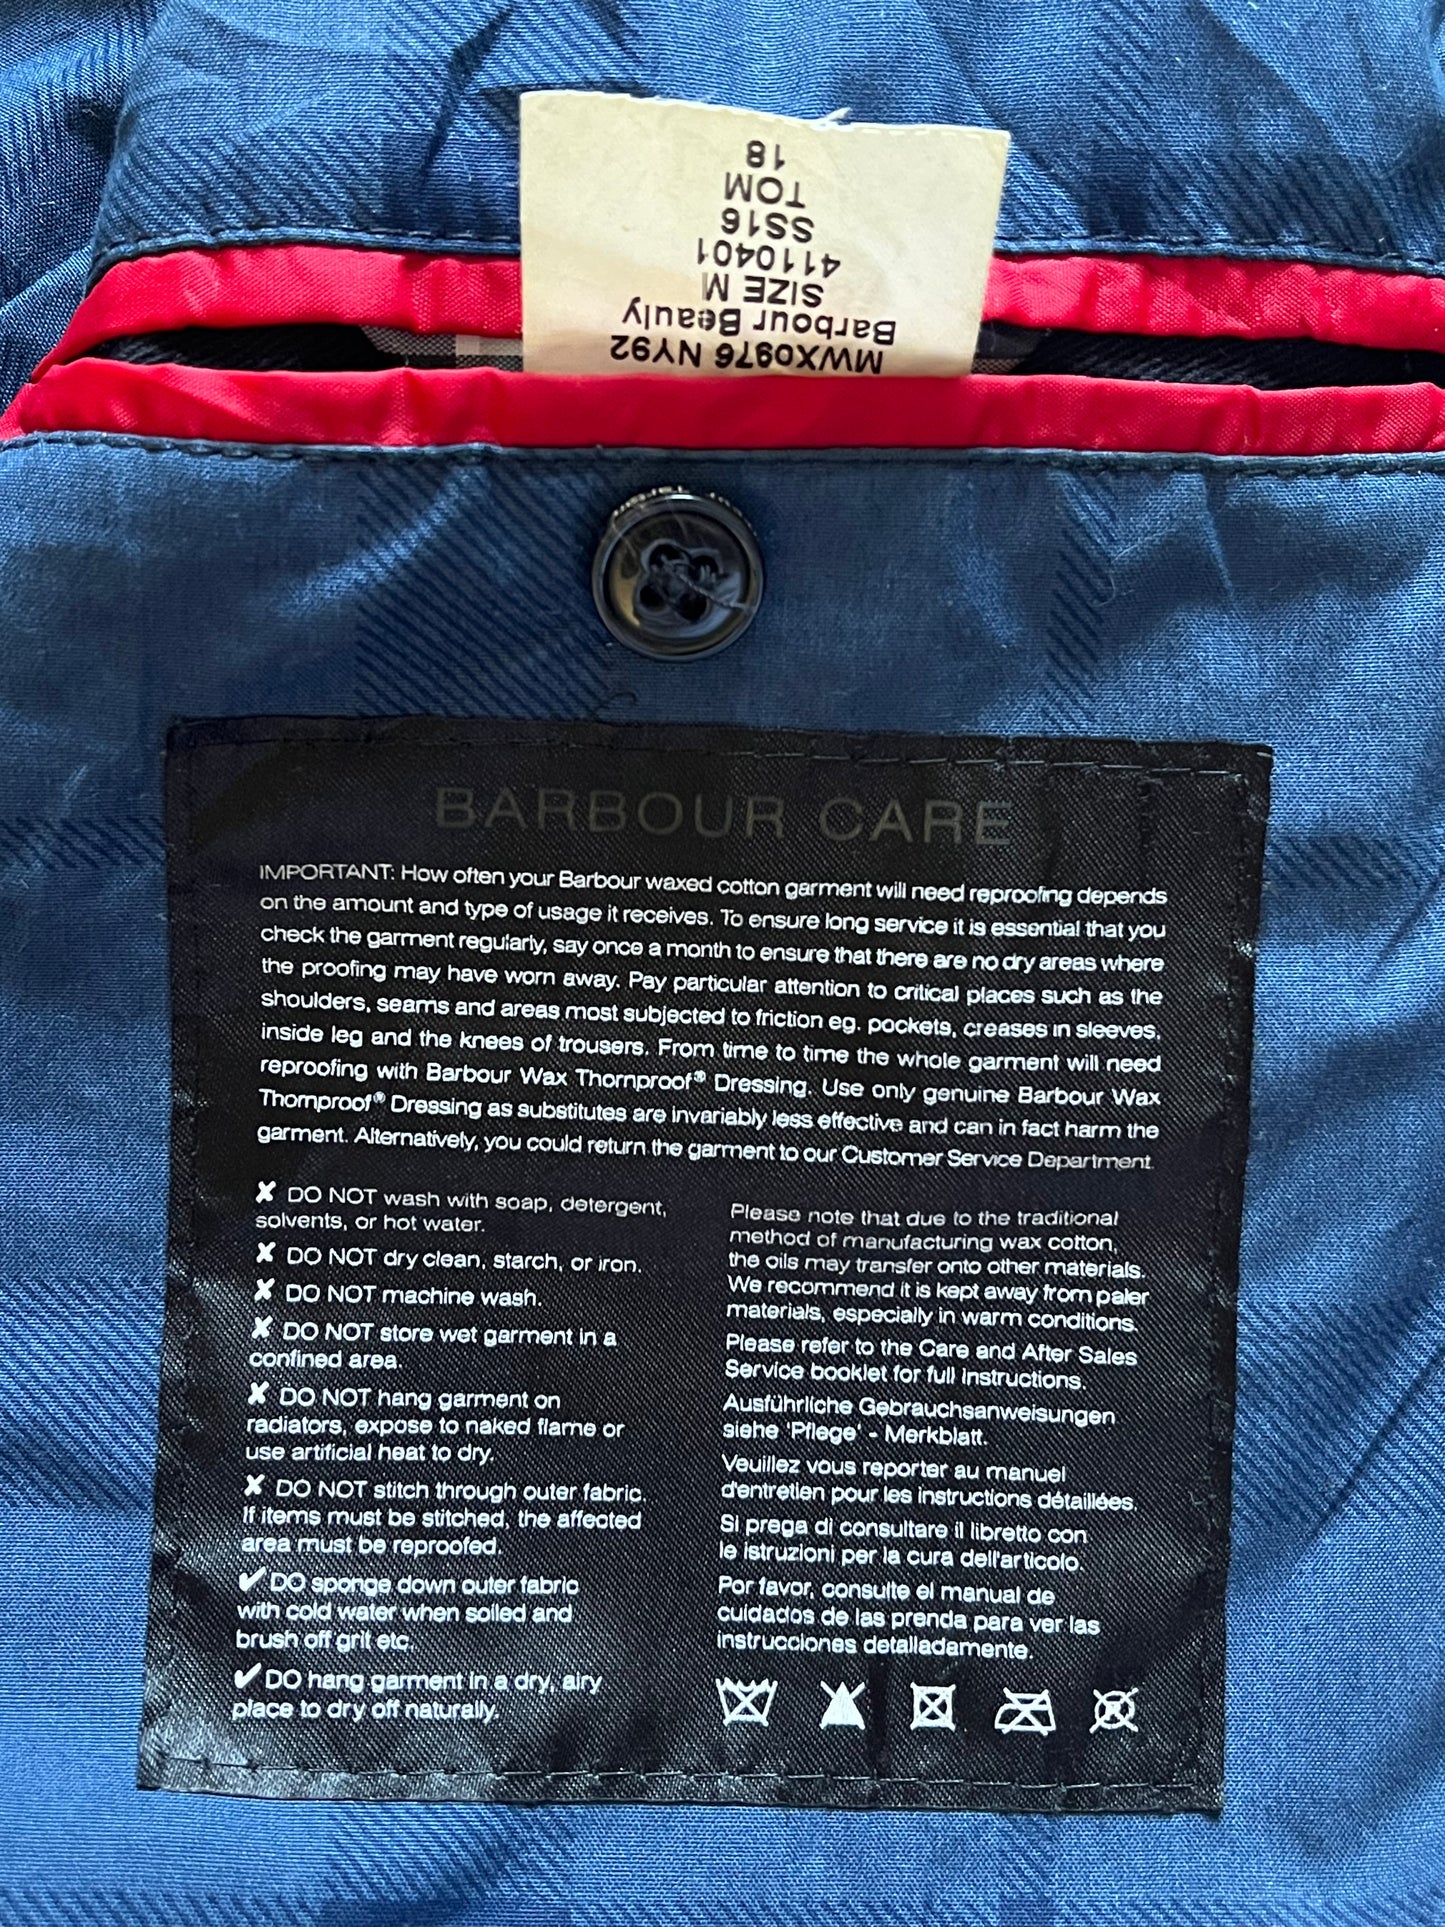 MWX0976 NY92
Barbour Beauly
SIZE M
4110401
SS16
TOM
18
BARBOUR CARE
IMPORTANT: How often your Barbour waxed cotton garment will need reproofing depends
on the amount and type of usage it receives. To ensure long service it is essential that you
check the garment regularly, say once a month to ensure that there are no dry areas where
the proofing may have worn away. Pay particular attention to critical places such as the
shoulders, seams and areas most subjected to friction eg. pockets, creases in sleeves,
inside leg and the knees of trousers. From time to time the whole garment will need
reproofing with Barbour Wax Thornproof® Dressing. Use only genuine Barbour Wax
Thornproof® Dressing as substitutes are invariably less effective and can in fact harm the
garment. Alternatively, you could return the garment to our Customer Service Department.
✘ DO NOT wash with soap, detergent,
solvents, or hot water.
✘ DO NOT dry clean, starch, or iron.
✘ DO NOT machine wash.
✘ DO NOT store wet garment in a
confined area.
✘ DO NOT hang garment on
radiators, expose to naked flame or
use artificial heat to dry.
✘ DO NOT stitch through outer fabric.
If items must be stitched, the affected
area must be reproofed.
✔ DO sponge down outer fabric
with cold water when soiled and
brush off grit etc.
✔ DO hang garment in a dry, airy
place to dry off naturally.
Please note that due to the traditional
method of manufacturing wax cotton,
the oils may transfer onto other materials.
We recommend it is kept away from paler
materials, especially in warm conditions.
Please refer to the Care and After Sales
Service booklet for full instructions.
Ausführliche Gebrauchsanweisungen
siehe 'Pflege' - Merkblatt.
Veuillez vous reporter au manuel
d'entretien pour les instructions détaillées.
Si prega di consultare il libretto con
le istruzioni per la cura dell'articolo.
Por favor, consulte el manual de
cuidados de las prenda para ver las
instrucciones detalladamente.